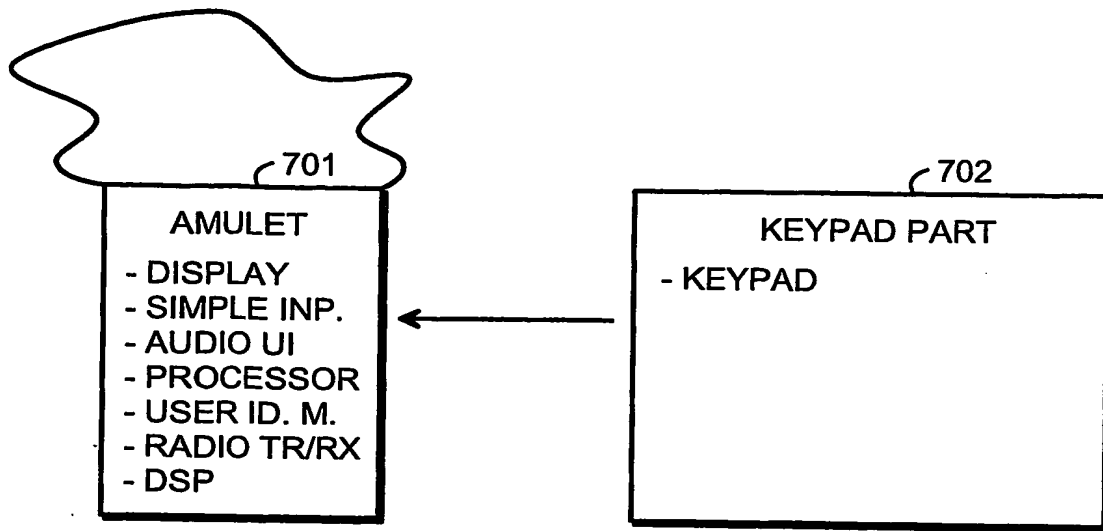 701
AMULET
- DISPLAY
- SIMPLE INP.
- AUDIO UI
- PROCESSOR
- USER ID. M.
- RADIO TR/RX
- DSP
702
KEYPAD PART
- KEYPAD